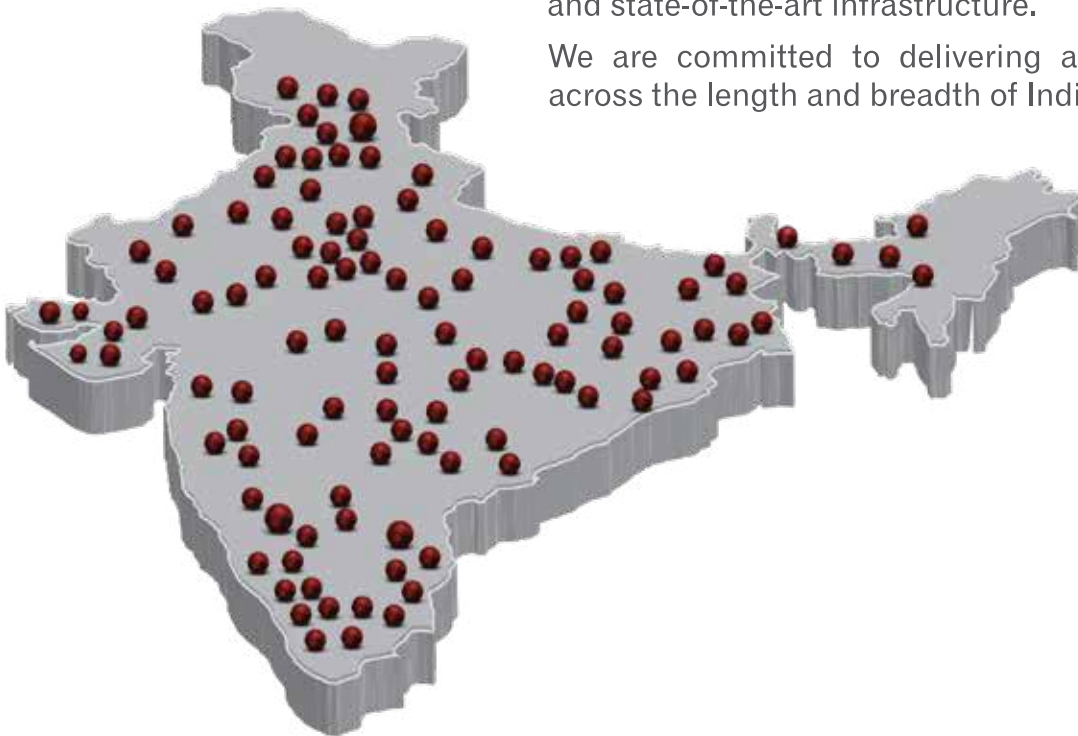 and state-of-the-art infrastructure.
We are committed to delivering a
across the length and breadth of Indi